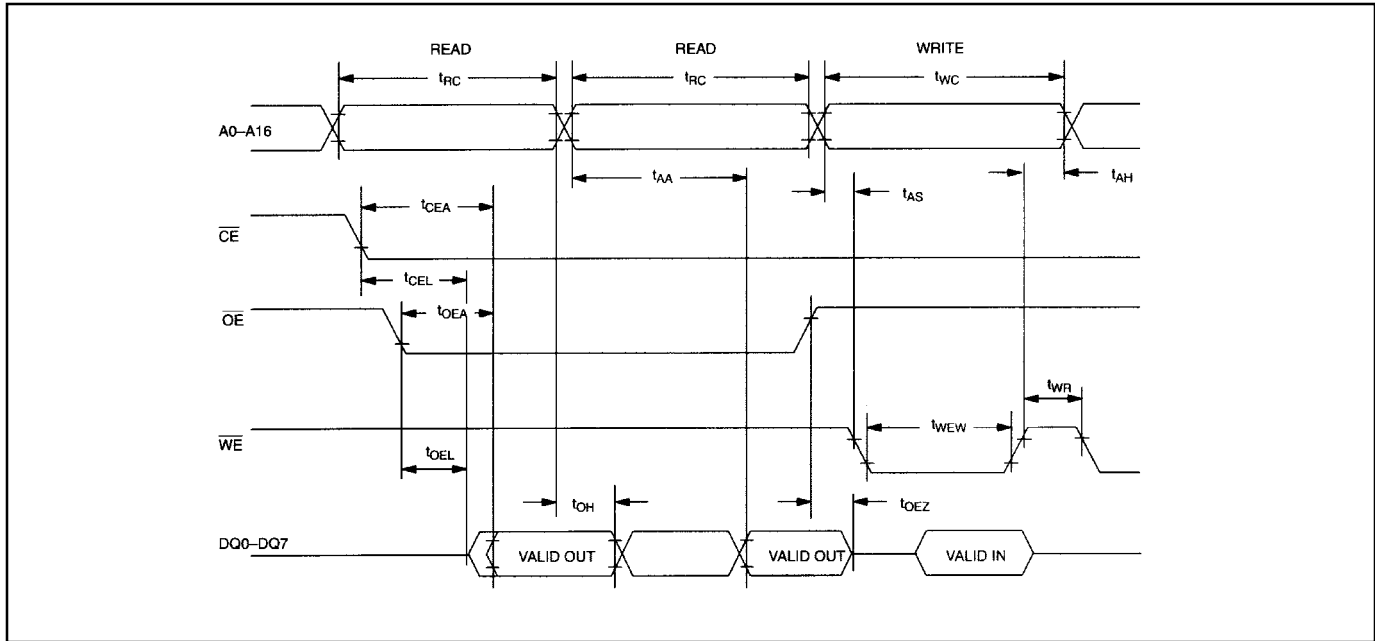 READ READ WRITE
tRC tRC tWC
A0–A16
tAA tAS tAH
tCEA
CE
tCEL
OE tOEA
tWR
WE tWEW
tOEL
tOH tOEZ
DQ0–DQ7 VALID OUT VALID OUT VALID IN